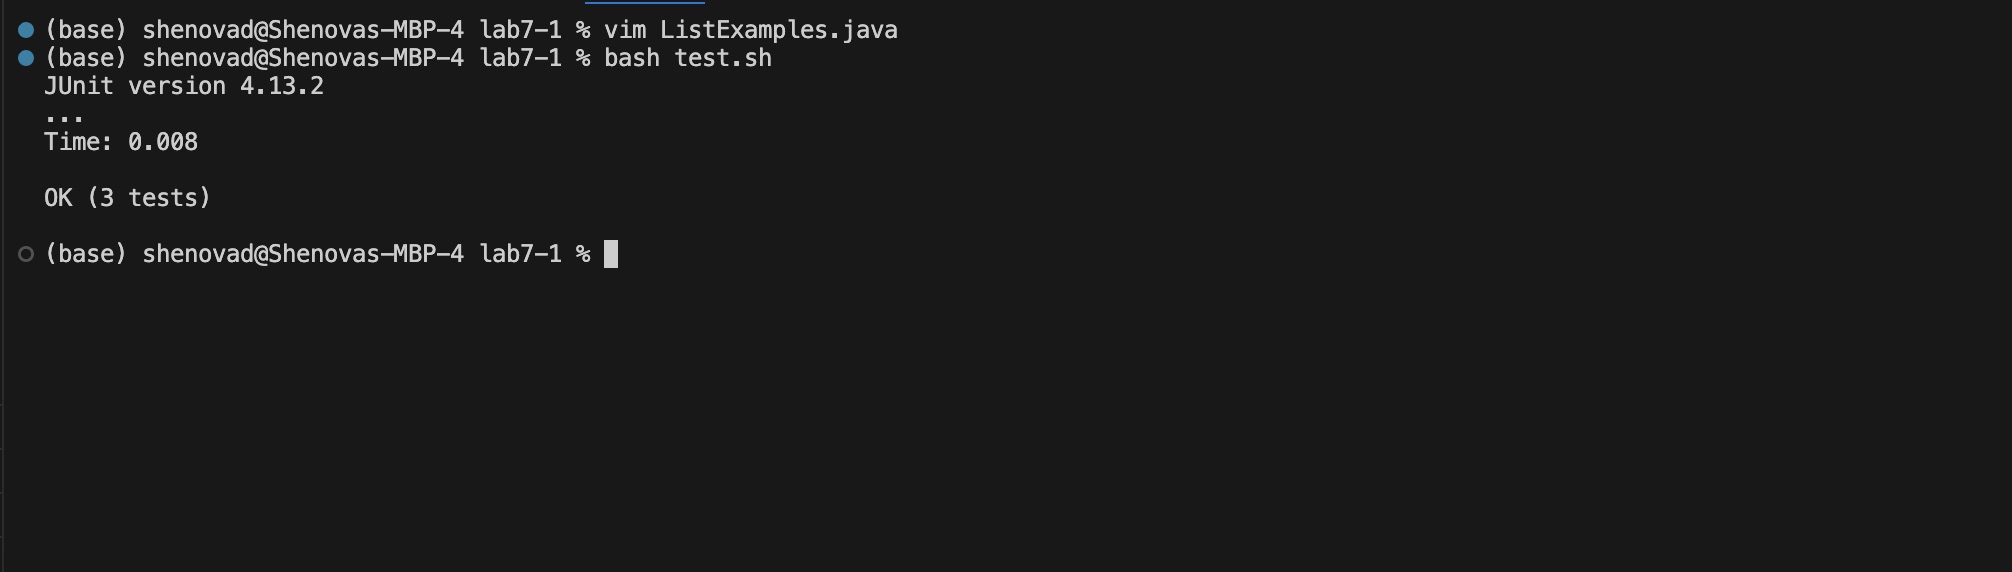 (base) shenovad@Shenovas-MBP-4 lab7-1 % vim ListExamples.java
(base) shenovad@Shenovas-MBP-4 lab7-1 % bash test.sh
JUnit version 4.13.2
...
Time: 0.008
OK (3 tests)
(base) shenovad@Shenovas-MBP-4 lab7-1 %